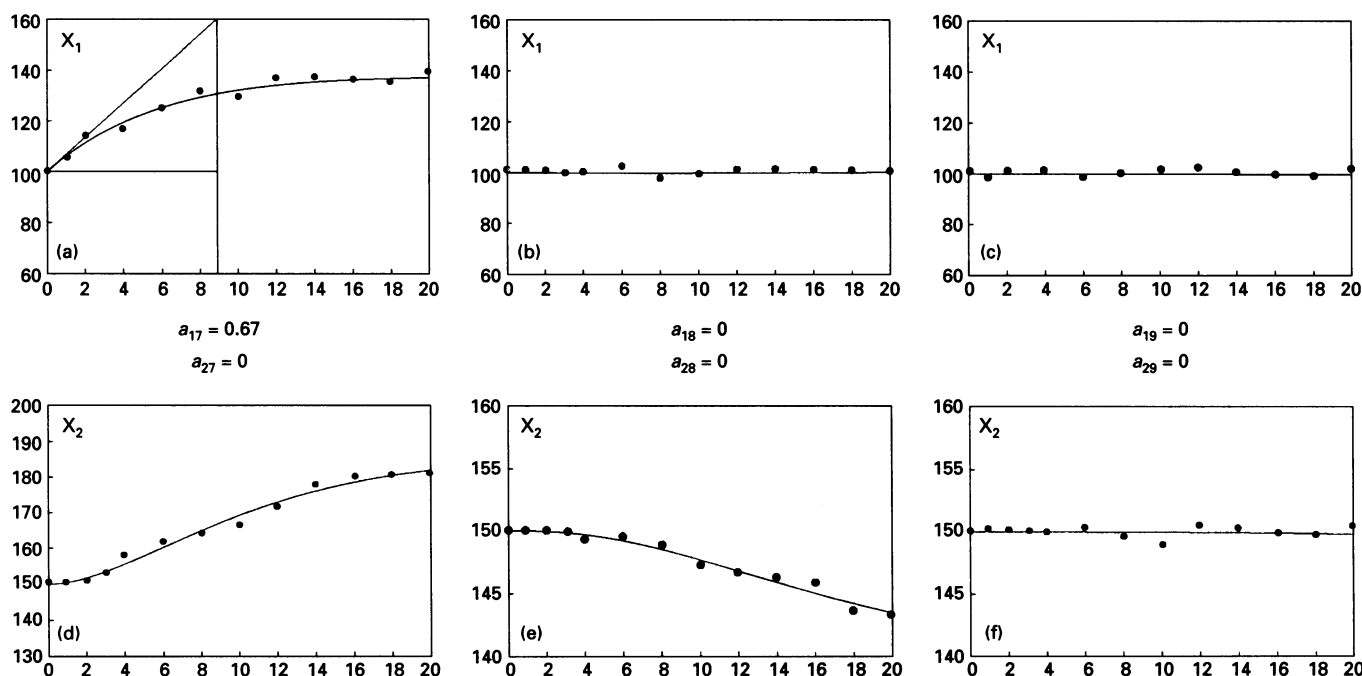 160 140 120 100 80 60
X₁
(a)
0 2 4 6 8 10 12 14 16 18 20
160 140 120 100 80 60
X₁
(b)
0 2 4 6 8 10 12 14 16 18 20
160 140 120 100 80 60
X₁
(c)
0 2 4 6 8 10 12 14 16 18 20
a₁₇ = 0.67
a₂₇ = 0
a₁₈ = 0
a₂₈ = 0
a₁₉ = 0
a₂₉ = 0
200 190 180 170 160 150 140 130
X₂
(d)
0 2 4 6 8 10 12 14 16 18 20
160 155 150 145 140
X₂
(e)
0 2 4 6 8 10 12 14 16 18 20
160 155 150 145 140
X₂
(f)
0 2 4 6 8 10 12 14 16 18 20